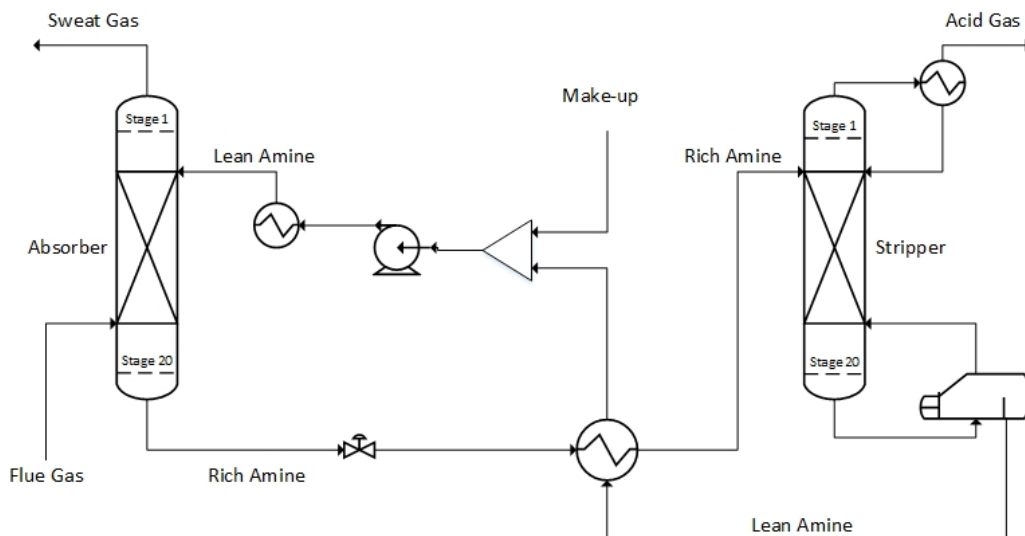 Sweat Gas
Acid Gas
Make-up
Stage 1
Stage 1
Lean Amine
Rich Amine
Absorber
Stripper
Stage 20
Stage 20
Flue Gas
Rich Amine
Lean Amine